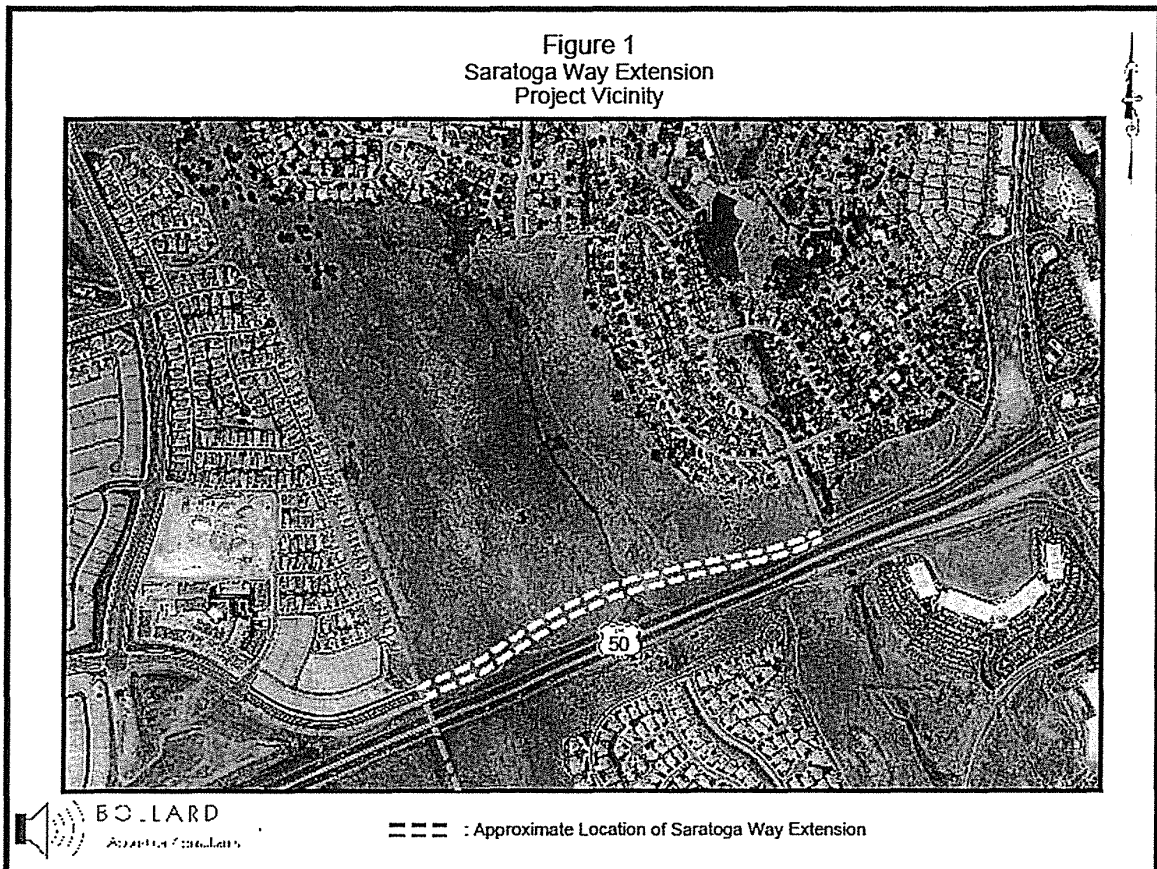 Figure 1
Saratoga Way Extension
Project Vicinity
50
BOLLARD
: Approximate Location of Saratoga Way Extension